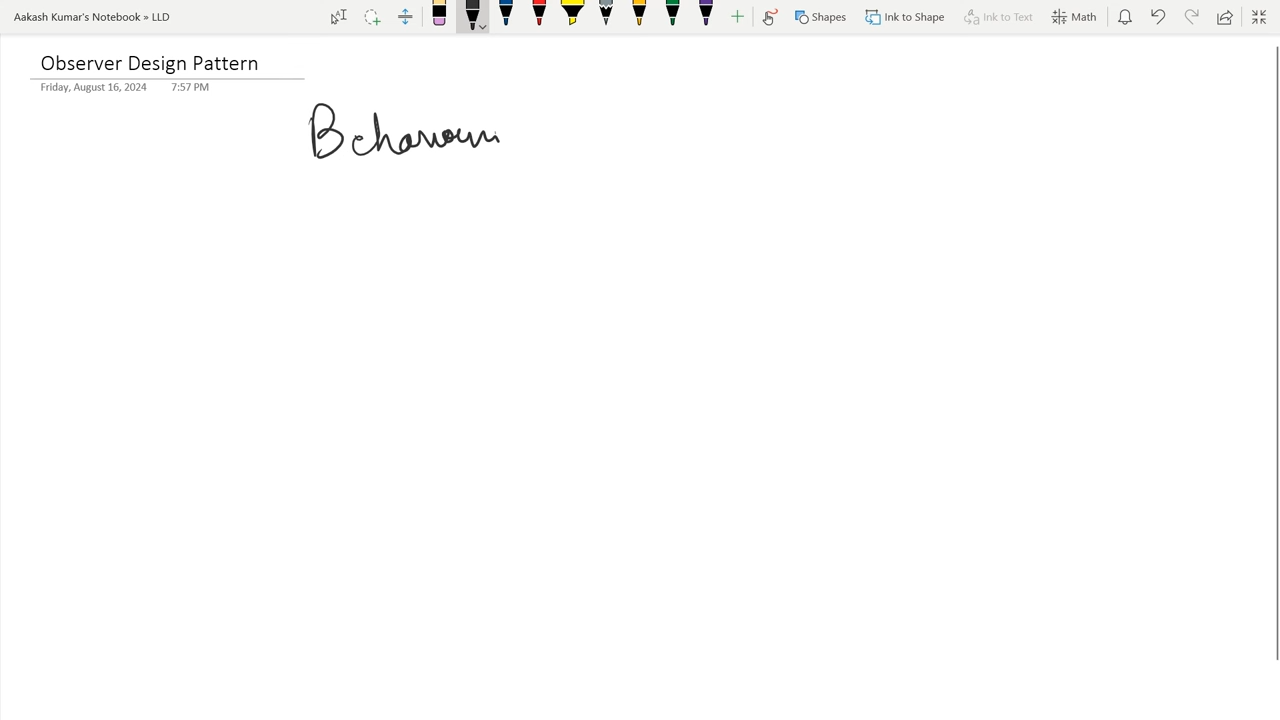 Aakash Kumar's Notebook » LLD
Shapes
Ink to Shape
Ink to Text
Math
Observer Design Pattern
Friday, August 16, 2024 7:57 PM